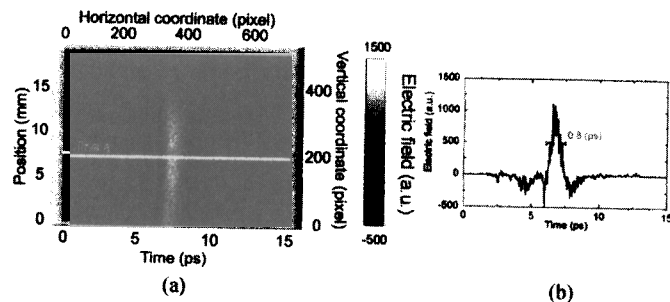 Horizontal coordinate (pixel)
0 200 400 600
Position (mm)
15
10
5
0
400
200
0
Vertical coordinate (pixel)
0 5 10 15
Time (ps)
(a)
1500
-500
Electric field (a.u.)
1500
1000
500
0
-500
Electric field (a.u.)
0.8 (ps)
0 5 10 15
Time (ps)
(b)